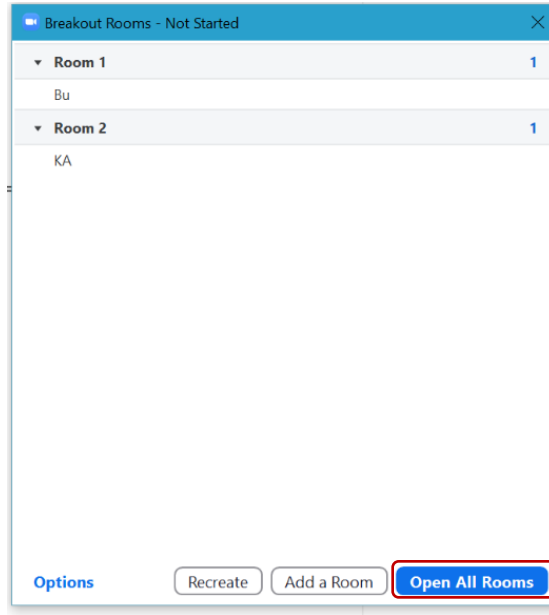 Breakout Rooms - Not Started
Room 1 1
Bu
Room 2 1
KA
Options Recreate Add a Room Open All Rooms